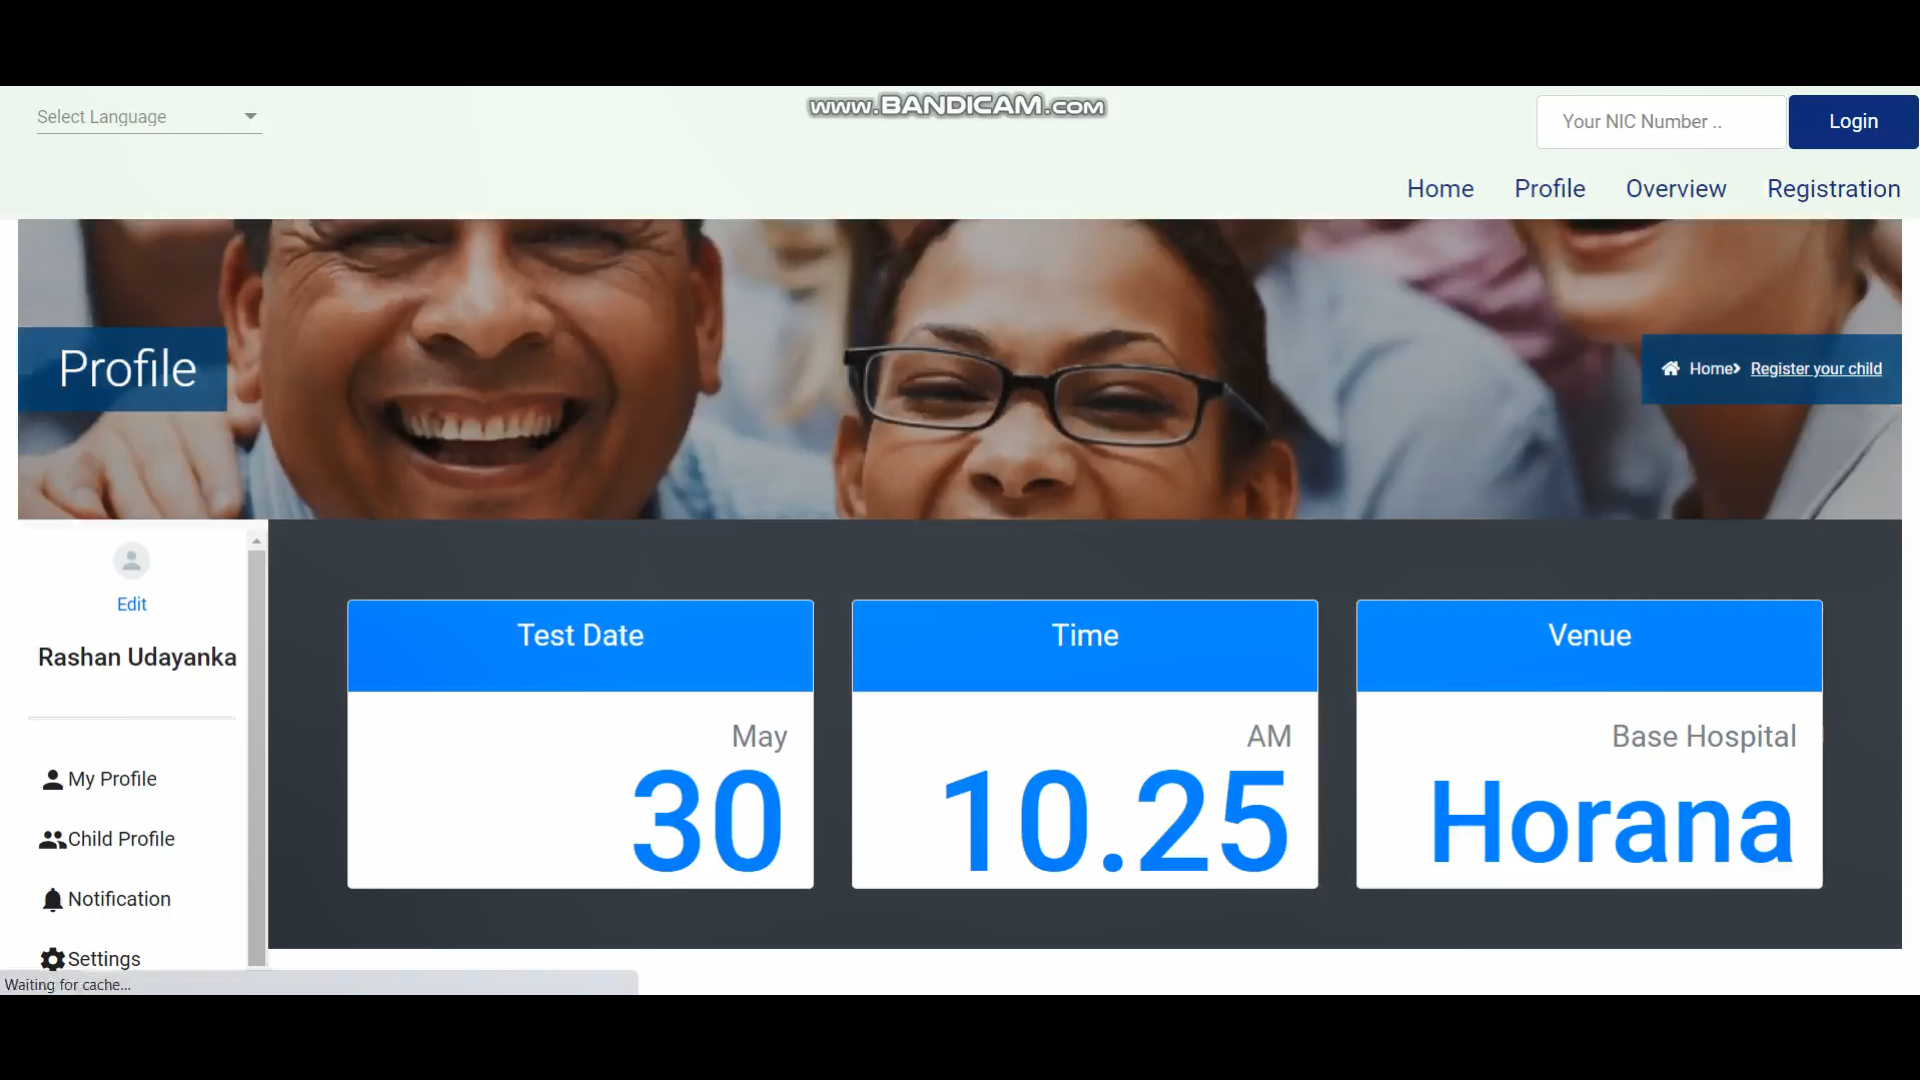 Select Language
www.BANDICAM.com
Your NIC Number ..
Login
Home
Profile
Overview
Registration
Profile
Home
Register your child
Edit
Rashan Udayanka
My Profile
Child Profile
Notification
Settings
Test Date
May
30
Time
AM
10.25
Venue
Base Hospital
Horana
Waiting for cache...